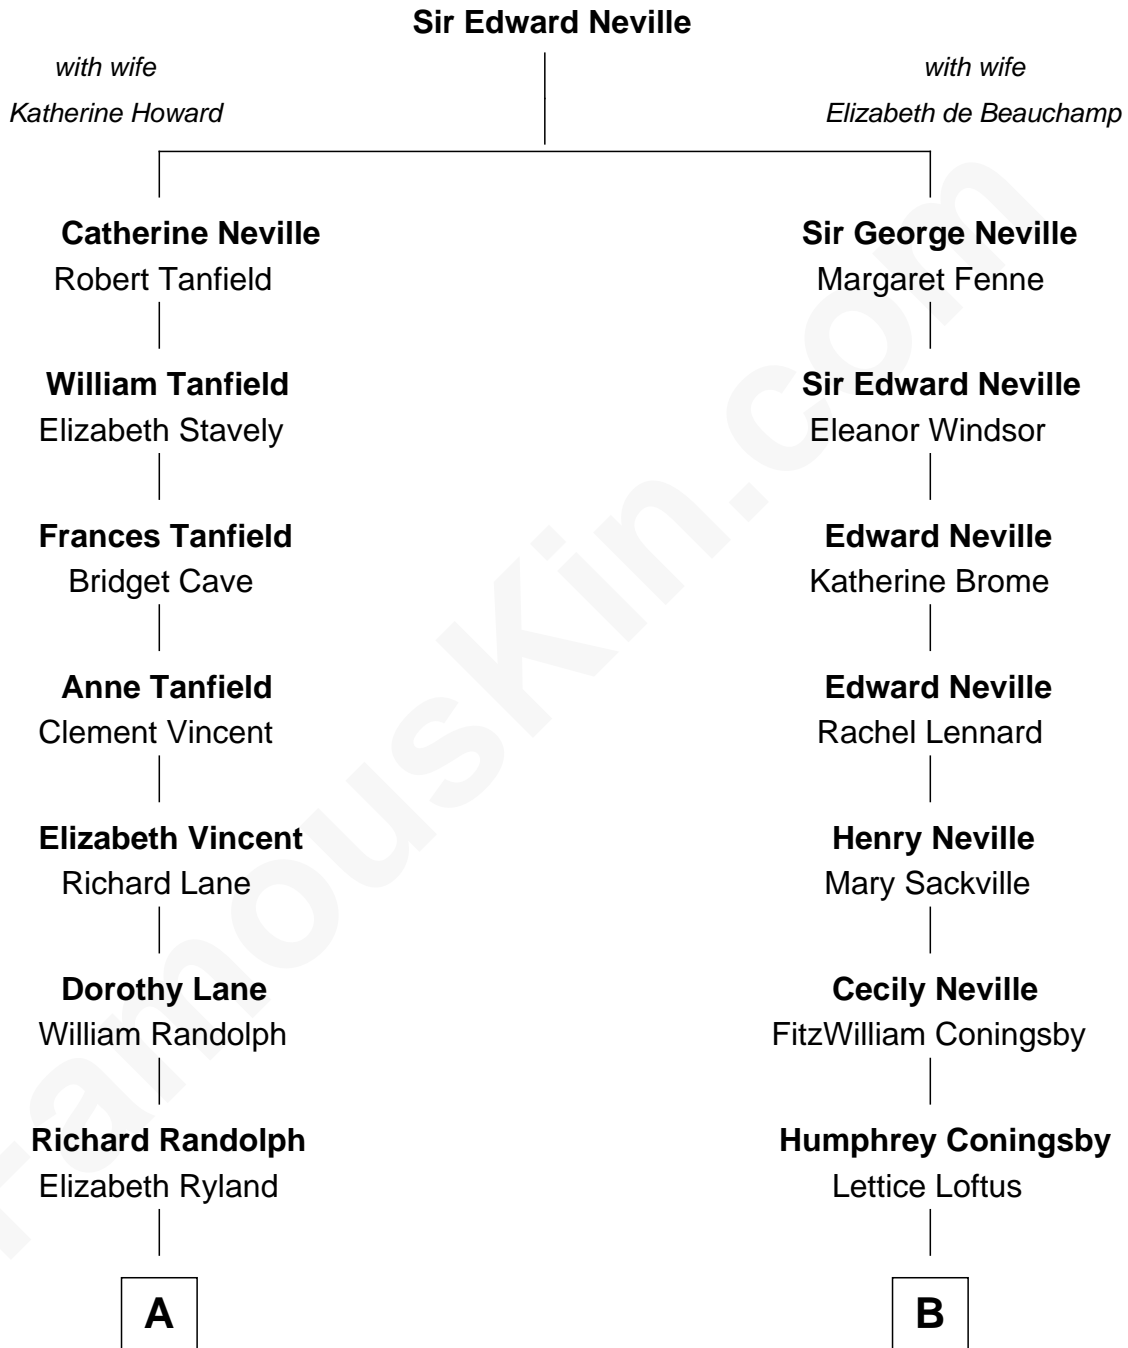 Sir Edward Neville
with wife
Katherine Howard
with wife
Elizabeth de Beauchamp
Catherine Neville
Robert Tanfield
Sir George Neville
Margaret Fenne
William Tanfield
Elizabeth Stavely
Sir Edward Neville
Eleanor Windsor
Frances Tanfield
Bridget Cave
Edward Neville
Katherine Brome
Anne Tanfield
Clement Vincent
Edward Neville
Rachel Lennard
Elizabeth Vincent
Richard Lane
Henry Neville
Mary Sackville
Dorothy Lane
William Randolph
Cecily Neville
FitzWilliam Coningsby
Richard Randolph
Elizabeth Ryland
Humphrey Coningsby
Lettice Loftus
A
B
FamousKin.com